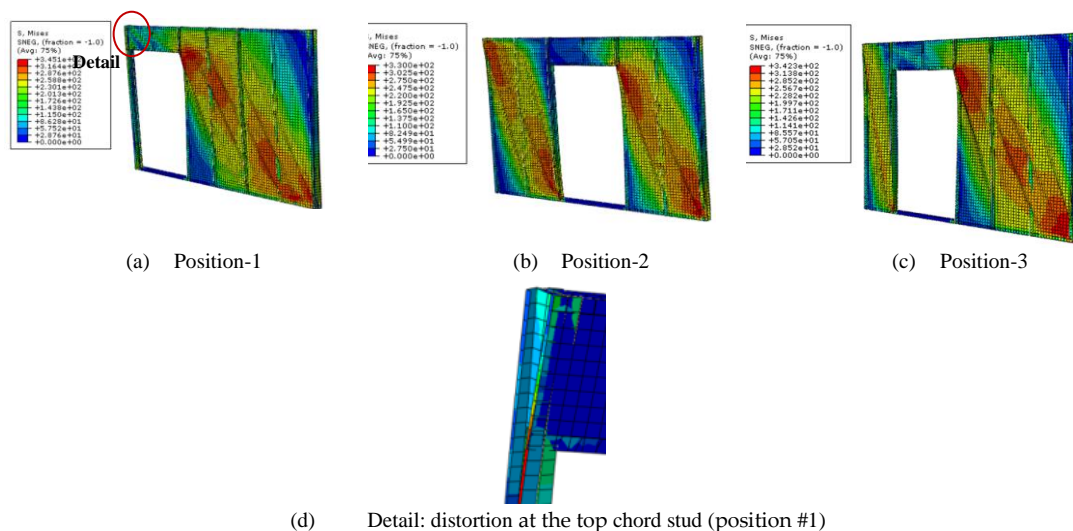 S, Mises
SNEG, (fraction = -1.0)
(Avg: 75%)
+3.451e+02
+3.164e+02
+2.876e+02
+2.588e+02
+2.301e+02
+2.013e+02
+1.726e+02
+1.438e+02
+1.150e+02
+8.628e+01
+5.752e+01
+2.876e+01
+0.000e+00
Detail
, Mises
SNEG, (fraction = -1.0)
(Avg: 75%)
+3.300e+02
+3.025e+02
+2.750e+02
+2.475e+02
+2.200e+02
+1.925e+02
+1.650e+02
+1.375e+02
+1.100e+02
+8.249e+01
+5.499e+01
+2.750e+01
+0.000e+00
S, Mises
SNEG, (fraction = -1.0)
(Avg: 75%)
+3.423e+02
+3.138e+02
+2.852e+02
+2.567e+02
+2.282e+02
+1.997e+02
+1.711e+02
+1.426e+02
+1.141e+02
+8.557e+01
+5.705e+01
+2.852e+01
+0.000e+00
(a) Position-1
(b) Position-2
(c) Position-3
(d) Detail: distortion at the top chord stud (position #1)